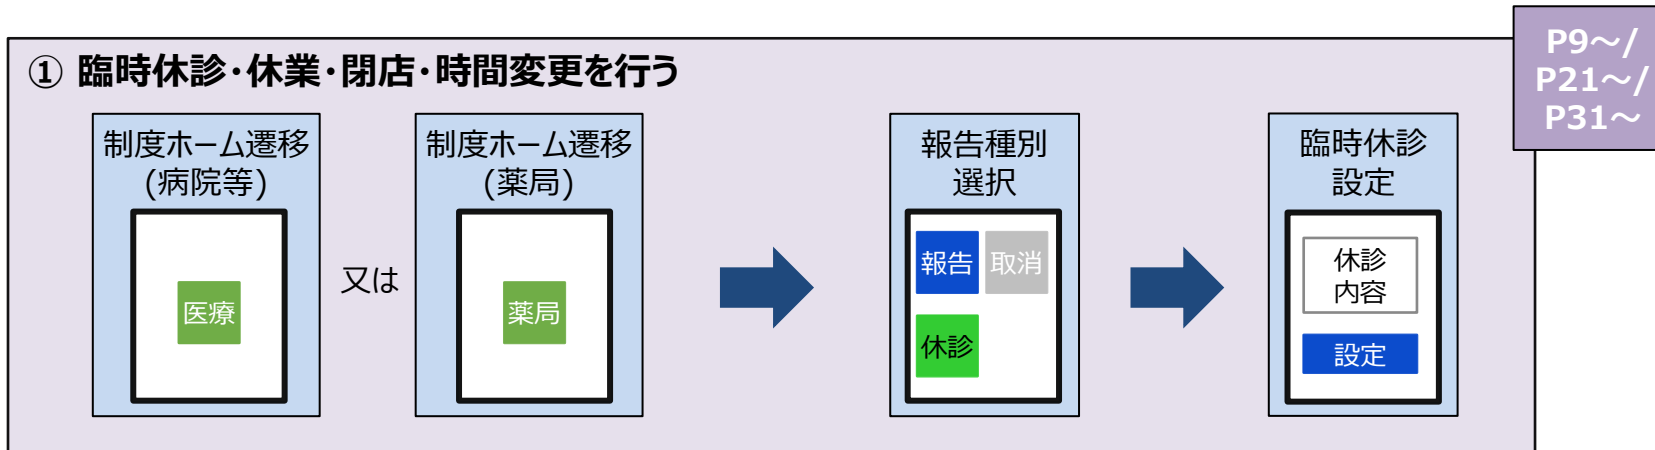 ① 臨時休診・休業・閉店・時間変更を行う
P9～/
P21～/
P31～
制度ホーム遷移
(病院等)
医療
又は
制度ホーム遷移
(薬局)
薬局
報告種別
選択
報告
取消
休診
臨時休診
設定
休診
内容
設定